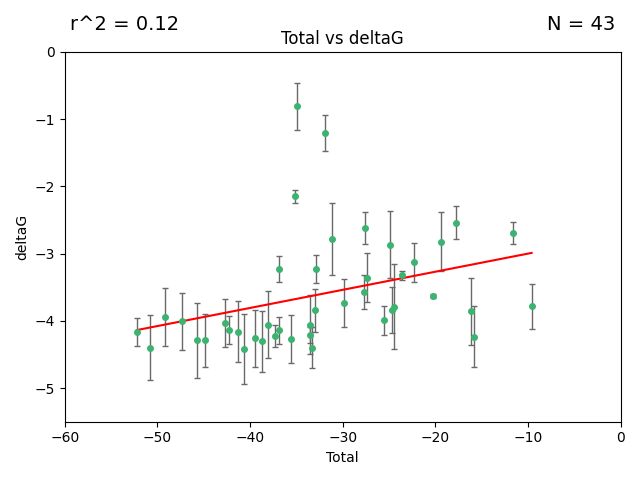 r^2 = 0.12
N = 43
Total vs deltaG
0
−1
−2
−3
−4
−5
deltaG
−60
−50
−40
−30
−20
−10
0
Total